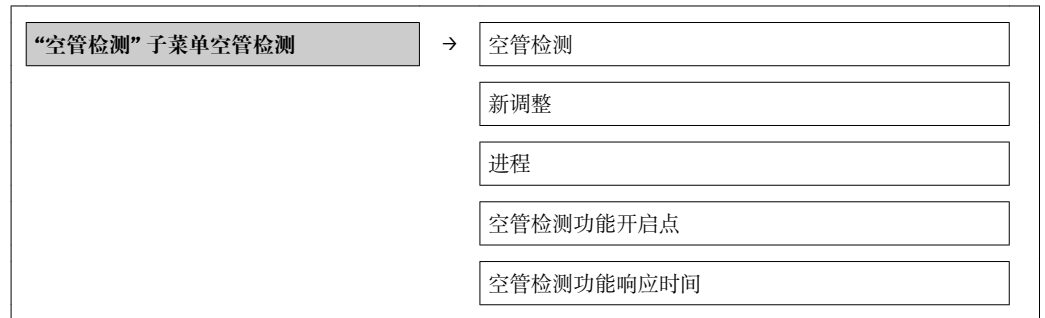 “空管检测” 子菜单空管检测 → 空管检测
新调整
进程
空管检测功能开启点
空管检测功能响应时间